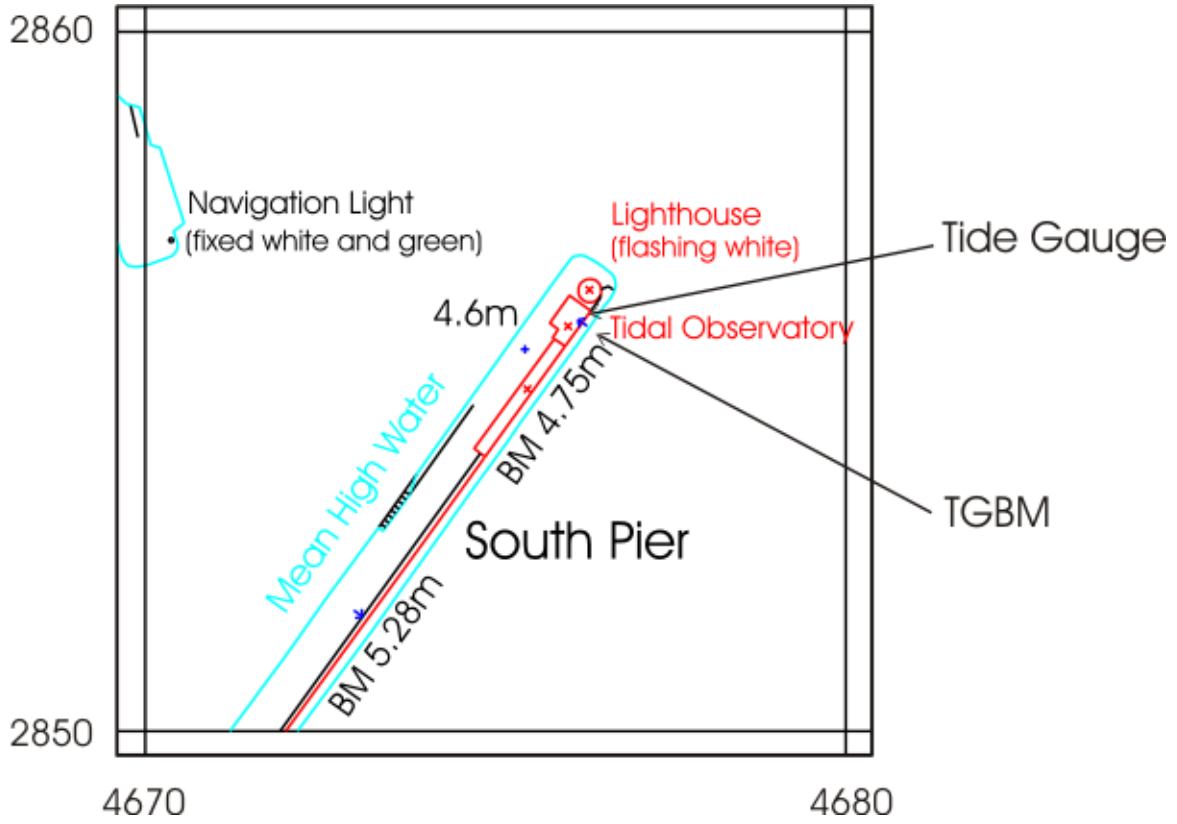 2860
Navigation Light
(fixed white and green)
Lighthouse
(flashing white)
Tide Gauge
4.6m
Tidal Observatory
BM 4.75m
Mean High Water
TGBM
South Pier
BM 5.28m
2850
4670
4680